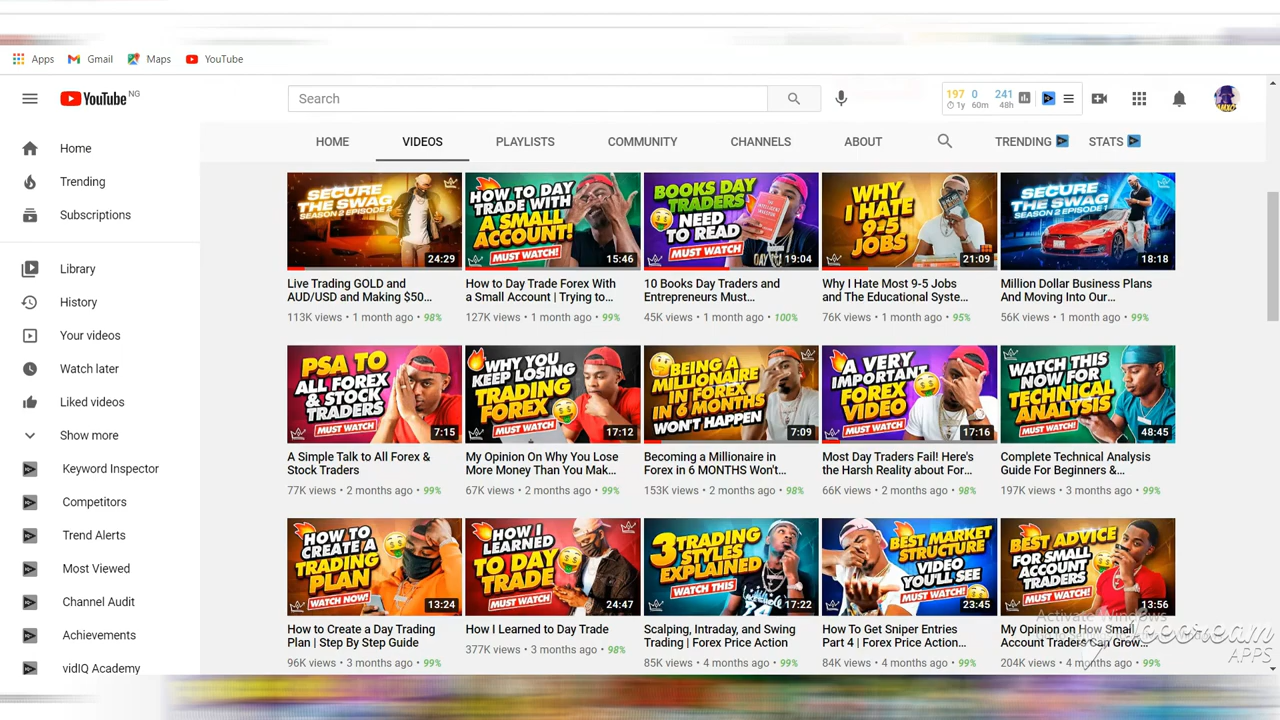 Apps Gmail Maps YouTube
YouTube NG
Search
197 0 241
1y 60m 48h
HOME VIDEOS PLAYLISTS COMMUNITY CHANNELS ABOUT TRENDING STATS
Home
Trending
Subscriptions
Library
History
Your videos
Watch later
Liked videos
Show more
Keyword Inspector
Competitors
Trend Alerts
Most Viewed
Channel Audit
Achievements
vidIQ Academy
SECURE
THE SWAG
SEASON 2 EPISODE 2
24:29
Live Trading GOLD and
AUD/USD and Making $50...
113K views • 1 month ago • 98%
HOW TO DAY
TRADE WITH
A SMALL
ACCOUNT!
MUST WATCH!
15:46
How to Day Trade Forex With
a Small Account | Trying to...
127K views • 1 month ago • 99%
BOOKS DAY
TRADERS
NEED
TO READ
MUST WATCH
19:04
10 Books Day Traders and
Entrepreneurs Must...
45K views • 1 month ago • 100%
WHY
I HATE
9-5
JOBS
21:09
Why I Hate Most 9-5 Jobs
and The Educational Syste...
76K views • 1 month ago • 95%
SECURE
THE SWAG
SEASON 2 EPISODE 1
18:18
Million Dollar Business Plans
And Moving Into Our...
56K views • 1 month ago • 99%
PSA TO
ALL FOREX
& STOCK
TRADERS
MUST WATCH
7:15
A Simple Talk to All Forex &
Stock Traders
77K views • 2 months ago • 99%
WHY YOU
KEEP LOSING
TRADING
FOREX
MUST WATCH
17:12
My Opinion On Why You Lose
More Money Than You Mak...
67K views • 2 months ago • 99%
BEING A
MILLIONAIRE
IN FOREX
IN 6 MONTHS
WON'T HAPPEN
7:09
Becoming a Millionaire in
Forex in 6 MONTHS Won't...
153K views • 2 months ago • 98%
A VERY
IMPORTANT
FOREX
VIDEO
MUST WATCH
17:16
Most Day Traders Fail! Here's
the Harsh Reality about For...
66K views • 2 months ago • 98%
WATCH THIS
NOW FOR
TECHNICAL
ANALYSIS
MUST WATCH
48:45
Complete Technical Analysis
Guide For Beginners &...
197K views • 3 months ago • 99%
HOW TO
CREATE A
TRADING
PLAN
WATCH NOW!
13:24
How to Create a Day Trading
Plan | Step By Step Guide
96K views • 3 months ago • 99%
HOW I
LEARNED
TO DAY
TRADE
MUST WATCH
24:47
How I Learned to Day Trade
377K views • 3 months ago • 98%
3 TRADING
STYLES
EXPLAINED
WATCH THIS
17:22
Scalping, Intraday, and Swing
Trading | Forex Price Action
85K views • 4 months ago • 99%
BEST MARKET
STRUCTURE
VIDEO
YOU'LL SEE
MUST WATCH!
23:45
How To Get Sniper Entries
Part 4 | Forex Price Action...
84K views • 4 months ago • 99%
BEST ADVICE
FOR SMALL
ACCOUNT
TRADERS
MUST WATCH!
13:56
My Opinion on How Small
Account Traders Can Grow...
204K views • 4 months ago • 99%
Activate Windows
APPS